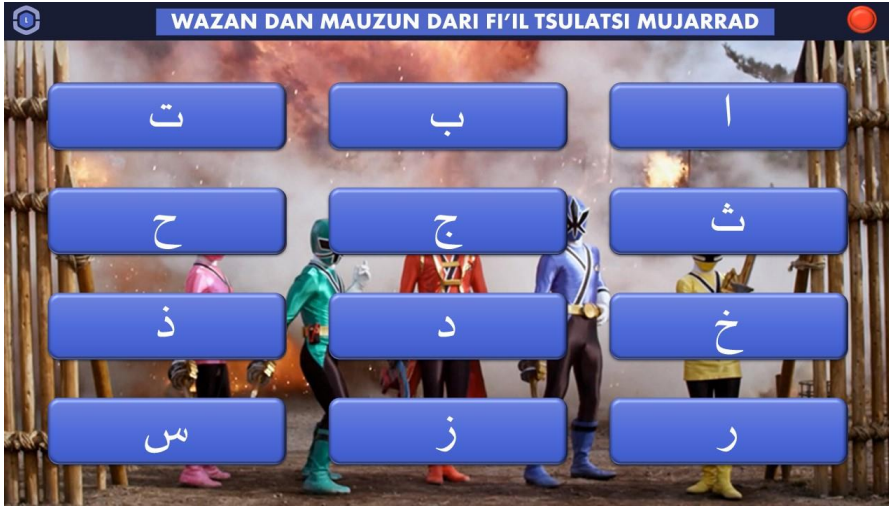 WAZAN DAN MAUZUN DARI FI’IL TSULATSI MUJARRAD
ا ب ت
ث ج ح
خ د ذ
ر ز س